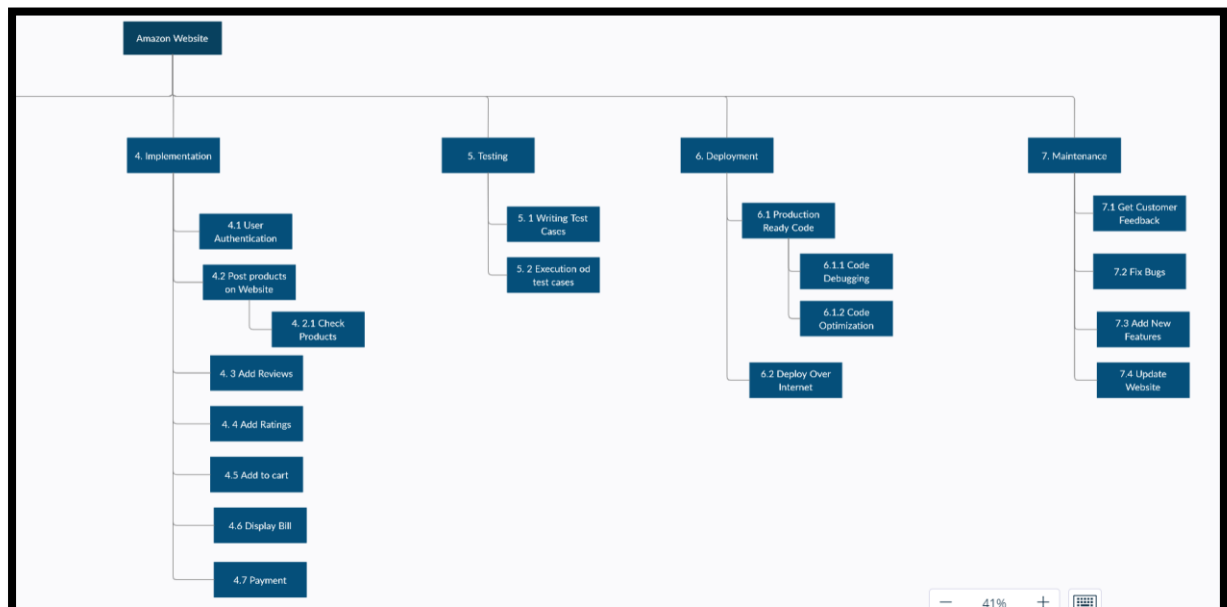 Amazon Website
4. Implementation
5. Testing
6. Deployment
7. Maintenance
4.1 User
Authentication
4.2 Post products
on Website
4. 2.1 Check
Products
4. 3 Add Reviews
4. 4 Add Ratings
4.5 Add to cart
4.6 Display Bill
4.7 Payment
5. 1 Writing Test
Cases
5. 2 Execution od
test cases
6.1 Production
Ready Code
6.1.1 Code
Debugging
6.1.2 Code
Optimization
6.2 Deploy Over
Internet
7.1 Get Customer
Feedback
7.2 Fix Bugs
7.3 Add New
Features
7.4 Update
Website
41%